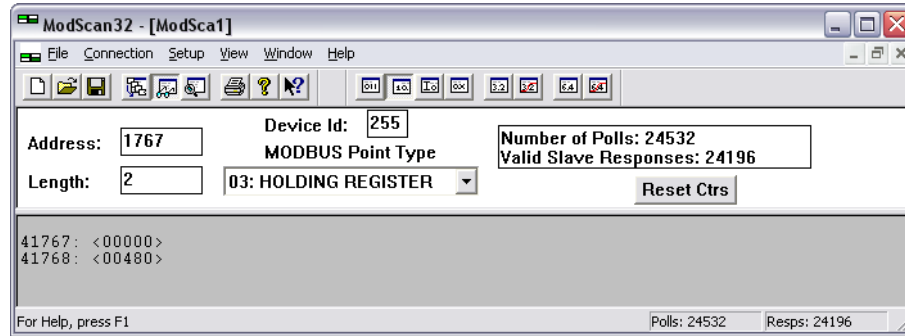 ModScan32 - [ModSca1]
File Connection Setup View Window Help
Address: 1767
Device Id: 255
MODBUS Point Type
Length: 2
03: HOLDING REGISTER
Number of Polls: 24532
Valid Slave Responses: 24196
Reset Ctrs
41767: <00000>
41768: <00480>
For Help, press F1
Polls: 24532
Resps: 24196